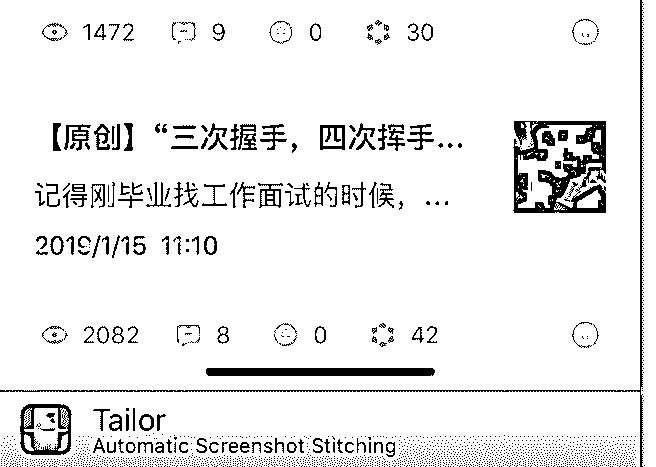 1472 9 0 30
【原创】“三次握手，四次挥手...
记得刚毕业找工作面试的时候，...
2019/1/15 11:10
2082 8 0 42
Tailor
Automatic Screenshot Stitching